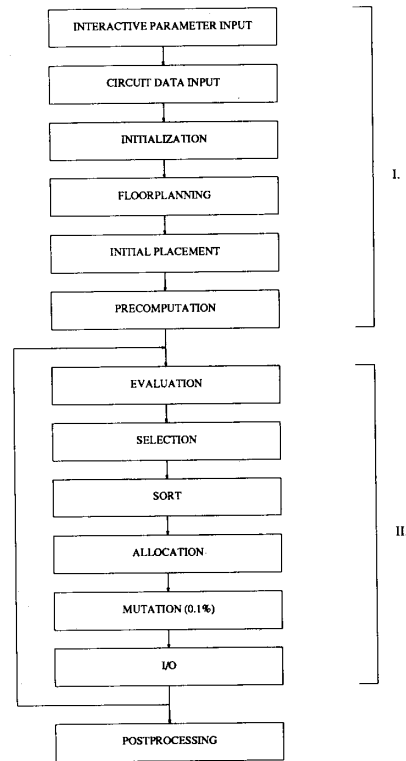 INTERACTIVE PARAMETER INPUT
CIRCUIT DATA INPUT
INITIALIZATION
FLOORPLANNING
I.
INITIAL PLACEMENT
PRECOMPUTATION
EVALUATION
SELECTION
SORT
II
ALLOCATION
MUTATION (0.1%)
I/O
POSTPROCESSING